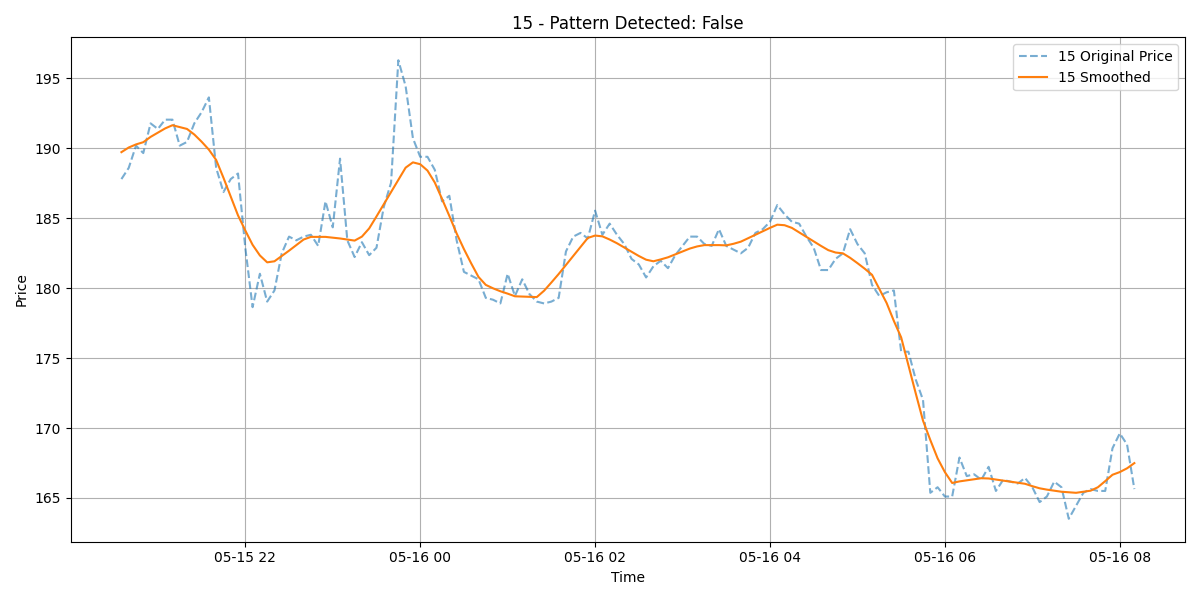 15 - Pattern Detected: False
15 Original Price
15 Smoothed
Price
195
190
185
180
175
170
165
05-15 22
05-16 00
05-16 02
05-16 04
05-16 06
05-16 08
Time